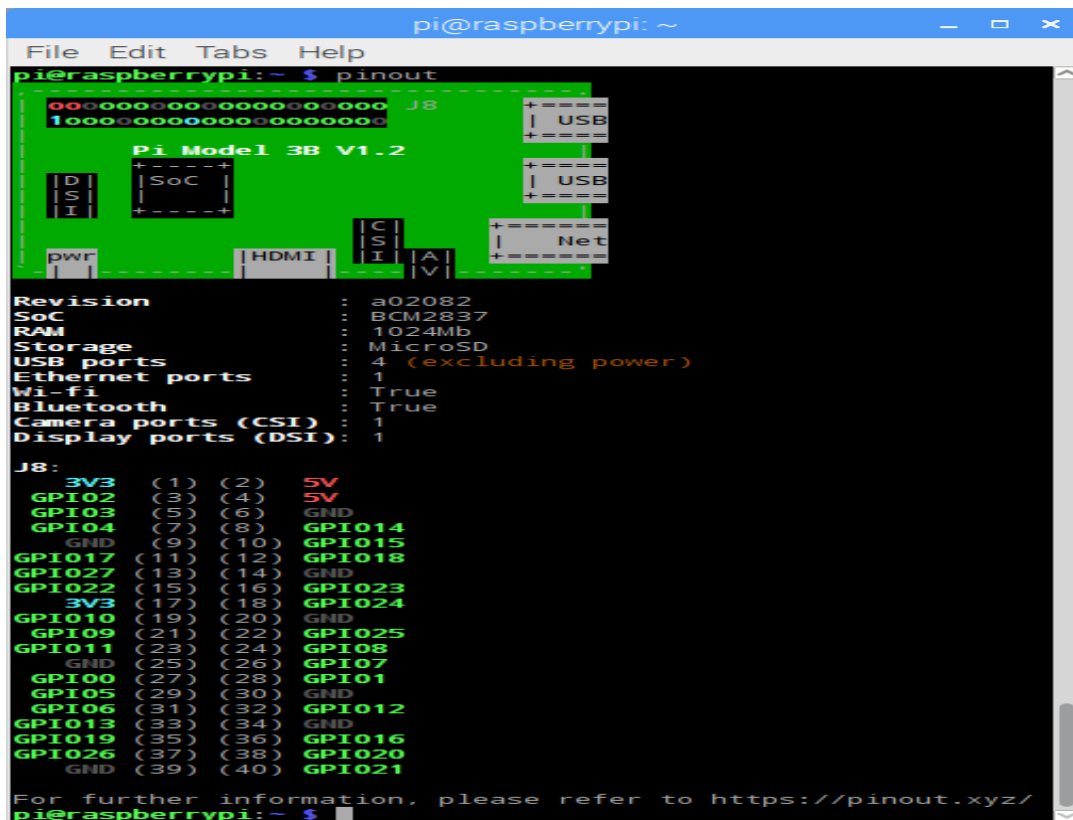 pi@raspberrypi: ~
File Edit Tabs Help
pi@raspberrypi:~ $ pinout
,--------------------------------.
| oooooooooooooooooooo J8     +====
| 1ooooooooooooooooooo        | USB
|                             +====
|      Pi Model 3B V1.2          |
|      +----+                 +====
| |D|  |SoC |                 | USB
| |S|  |    |                 +====
| |I|  +----+                    |
|                   |C|     +======
|                   |S|     |   Net
| pwr        |HDMI| |I||A|  +======
`-| |--------|    |----|V|-------'
Revision           : a02082
SoC                : BCM2837
RAM                : 1024Mb
Storage            : MicroSD
USB ports          : 4 (excluding power)
Ethernet ports     : 1
Wi-fi              : True
Bluetooth          : True
Camera ports (CSI) : 1
Display ports (DSI): 1
J8:
3V3 (1) (2) 5V
GPIO2 (3) (4) 5V
GPIO3 (5) (6) GND
GPIO4 (7) (8) GPIO14
GND (9) (10) GPIO15
GPIO17 (11) (12) GPIO18
GPIO27 (13) (14) GND
GPIO22 (15) (16) GPIO23
3V3 (17) (18) GPIO24
GPIO10 (19) (20) GND
GPIO9 (21) (22) GPIO25
GPIO11 (23) (24) GPIO8
GND (25) (26) GPIO7
GPIO0 (27) (28) GPIO1
GPIO5 (29) (30) GND
GPIO6 (31) (32) GPIO12
GPIO13 (33) (34) GND
GPIO19 (35) (36) GPIO16
GPIO26 (37) (38) GPIO20
GND (39) (40) GPIO21
For further information, please refer to https://pinout.xyz/
pi@raspberrypi:~ $